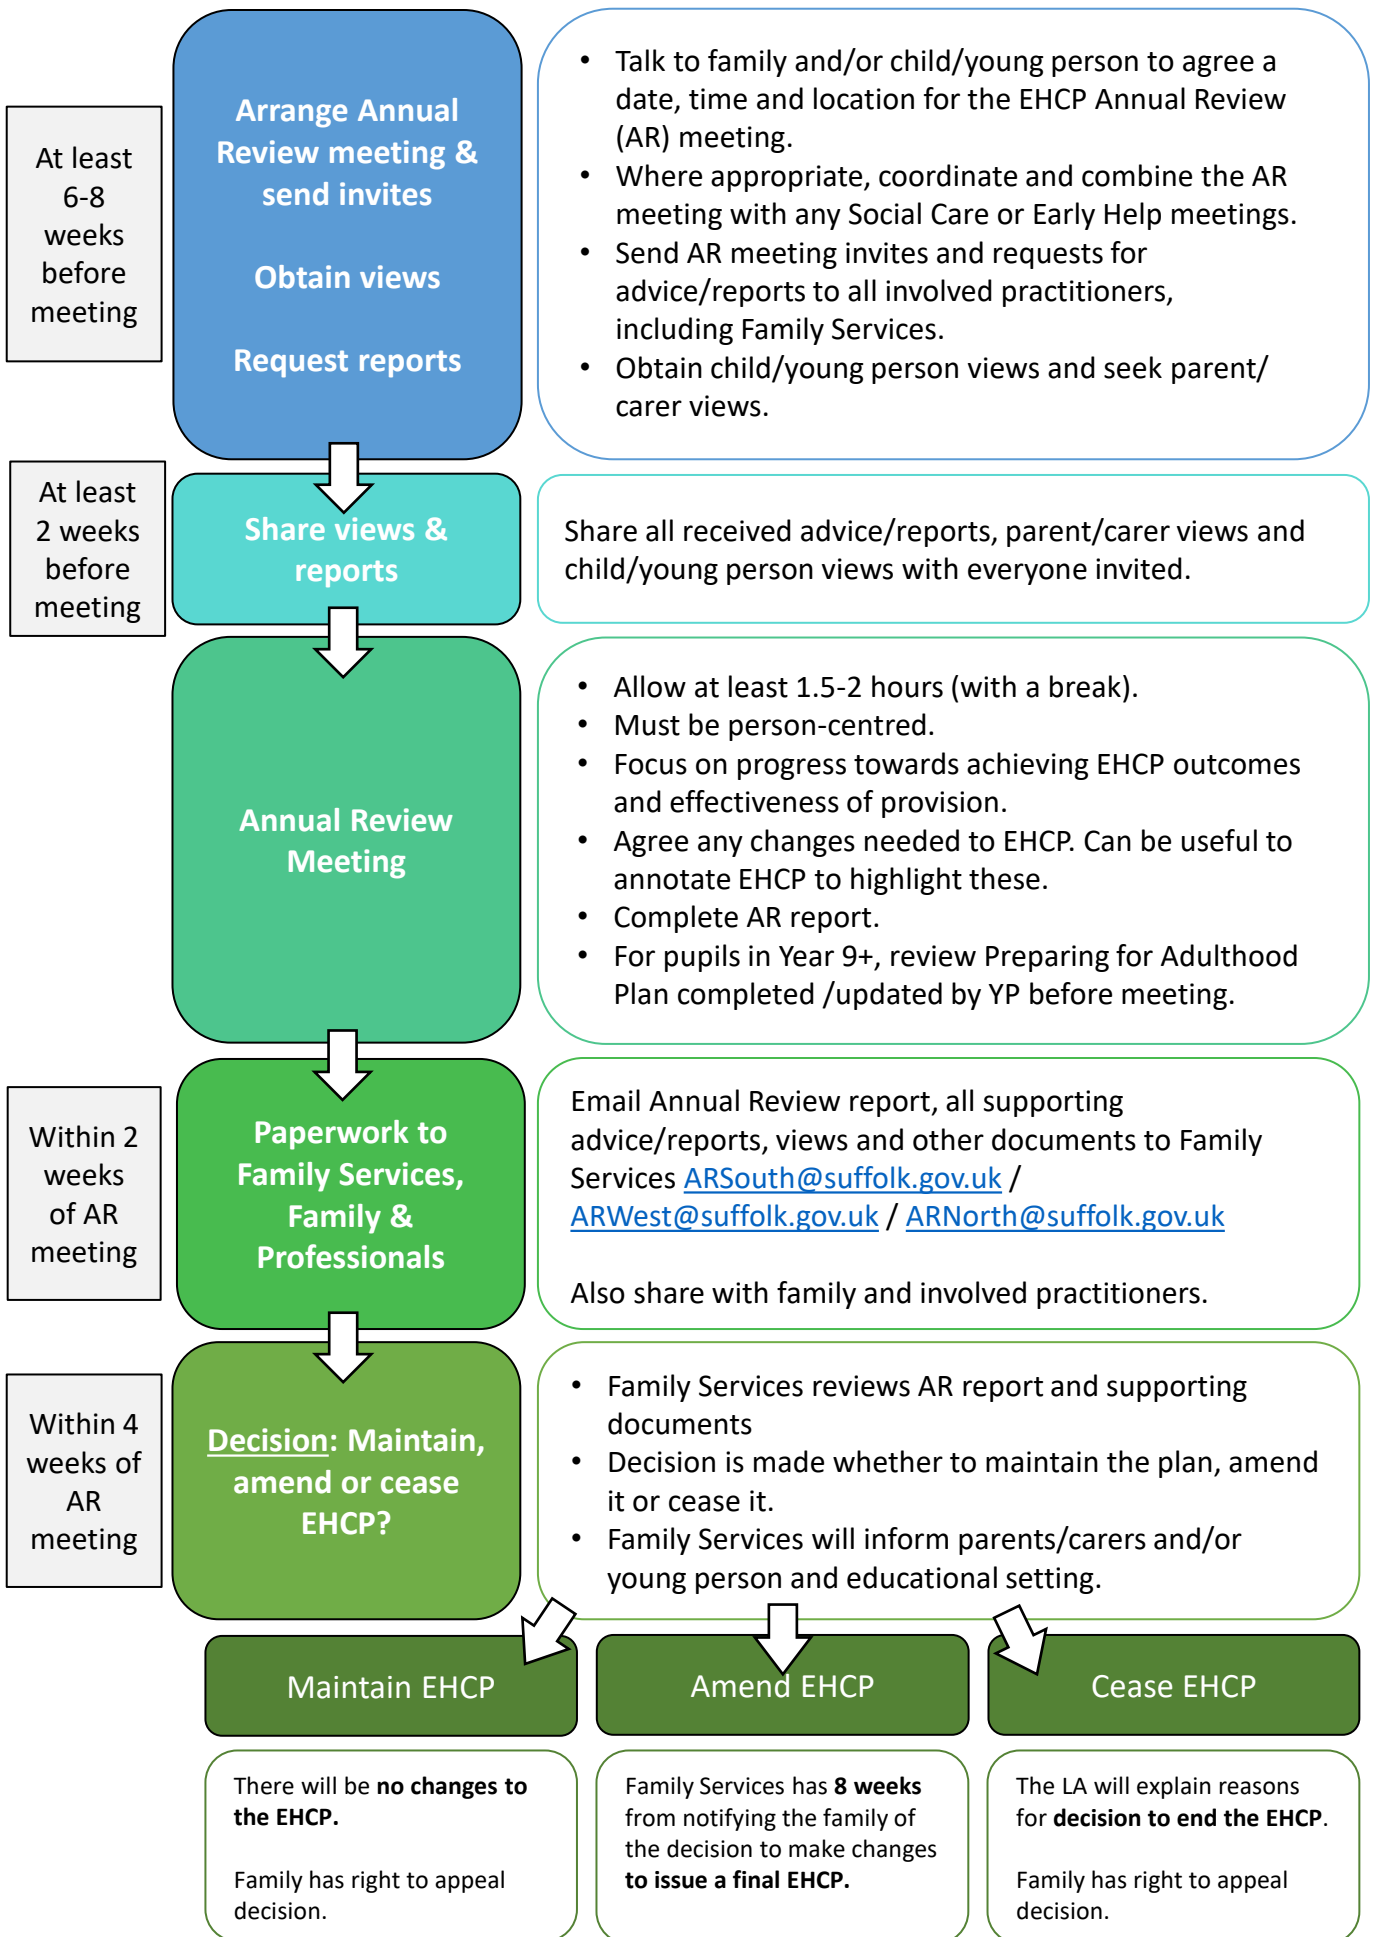 At least
6-8
weeks
before
meeting
Arrange Annual
Review meeting &
send invites
Obtain views
Request reports
• Talk to family and/or child/young person to agree a
date, time and location for the EHCP Annual Review
(AR) meeting.
• Where appropriate, coordinate and combine the AR
meeting with any Social Care or Early Help meetings.
• Send AR meeting invites and requests for
advice/reports to all involved practitioners,
including Family Services.
• Obtain child/young person views and seek parent/
carer views.
At least
2 weeks
before
meeting
Share views &
reports
Share all received advice/reports, parent/carer views and
child/young person views with everyone invited.
Annual Review
Meeting
• Allow at least 1.5-2 hours (with a break).
• Must be person-centred.
• Focus on progress towards achieving EHCP outcomes
and effectiveness of provision.
• Agree any changes needed to EHCP. Can be useful to
annotate EHCP to highlight these.
• Complete AR report.
• For pupils in Year 9+, review Preparing for Adulthood
Plan completed /updated by YP before meeting.
Within 2
weeks
of AR
meeting
Paperwork to
Family Services,
Family &
Professionals
Email Annual Review report, all supporting
advice/reports, views and other documents to Family
Services ARSouth@suffolk.gov.uk /
ARWest@suffolk.gov.uk / ARNorth@suffolk.gov.uk
Also share with family and involved practitioners.
Within 4
weeks of
AR
meeting
Decision: Maintain,
amend or cease
EHCP?
• Family Services reviews AR report and supporting
documents
• Decision is made whether to maintain the plan, amend
it or cease it.
• Family Services will inform parents/carers and/or
young person and educational setting.
Maintain EHCP
There will be no changes to
the EHCP.
Family has right to appeal
decision.
Amend EHCP
Family Services has 8 weeks
from notifying the family of
the decision to make changes
to issue a final EHCP.
Cease EHCP
The LA will explain reasons
for decision to end the EHCP.
Family has right to appeal
decision.